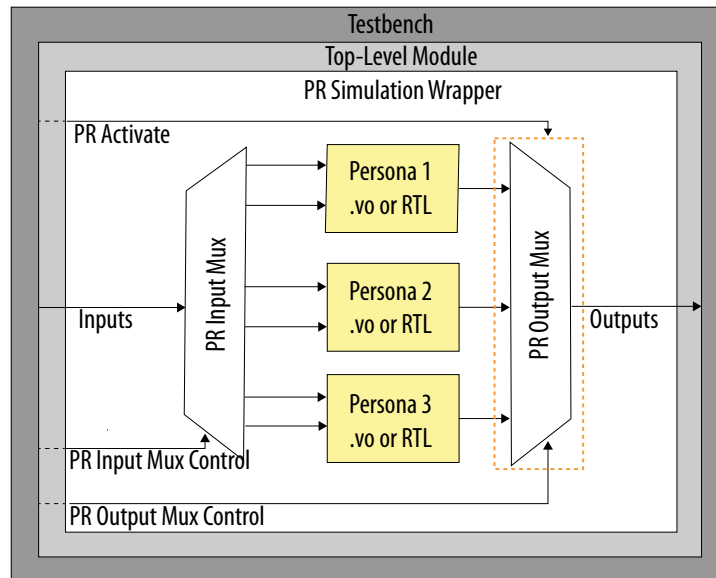 Testbench
Top-Level Module
PR Simulation Wrapper
PR Activate
PR Input Mux
Persona 1
.vo or RTL
Persona 2
.vo or RTL
Persona 3
.vo or RTL
PR Output Mux
Inputs
Outputs
PR Input Mux Control
PR Output Mux Control